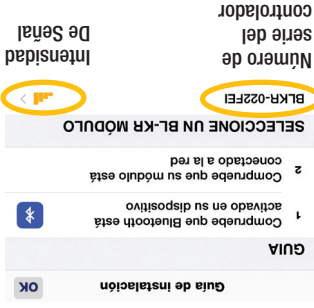 Guia de instalación
OK
GUIA
1 Compruebe que Bluetooth está
activado en su dispositivo
2 Compruebe que su módulo está
conectado a la red
SELECCIONE UN BL-KR MÓDULO
BLKR-022FEI
Número de
serie del
controlador
Intensidad
De Señal